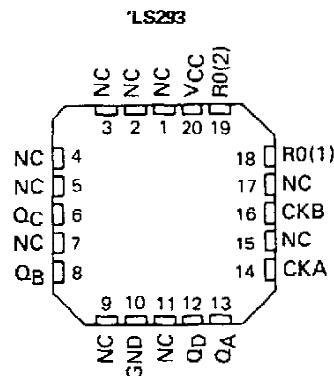 'LS293
NC NC NC VCC R0(2)
3 2 1 20 19
NC 4 18 R0(1)
NC 5 17 NC
QC 6 16 CKB
NC 7 15 NC
QB 8 14 CKA
9 10 11 12 13
NC GND NC QD QA